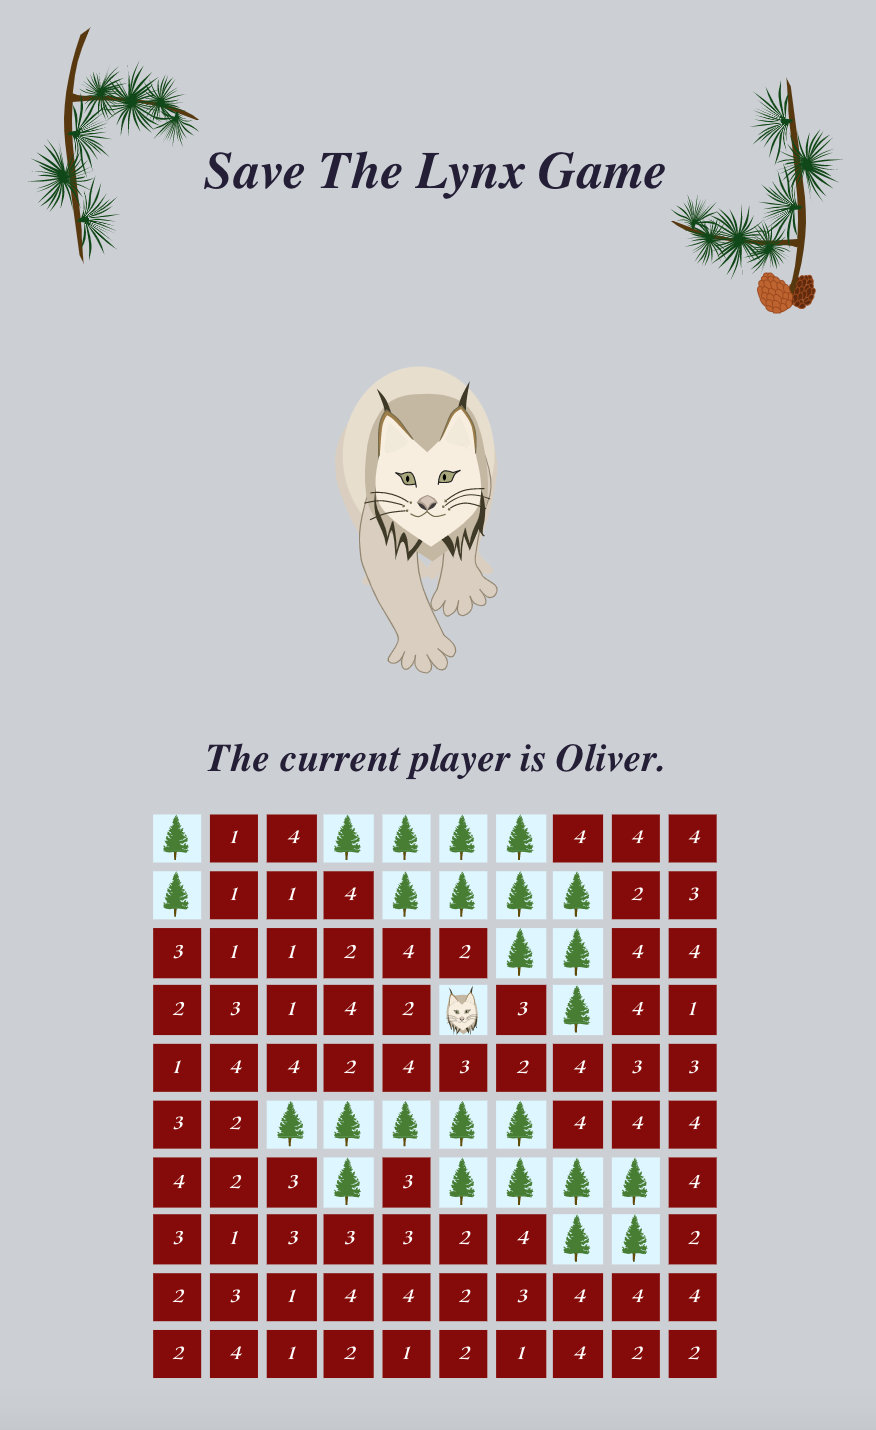 Save The Lynx Game
The current player is Oliver.
1 4 4 4 4
1 1 4 2 3
3 1 1 2 4 2 4 4
2 3 1 4 2 3 4 1
1 4 4 2 4 3 2 4 3 3
3 2 4 4 4
4 2 3 3 4
3 1 3 3 3 2 4 2
2 3 1 4 4 2 3 4 4 4
2 4 1 2 1 2 1 4 2 2